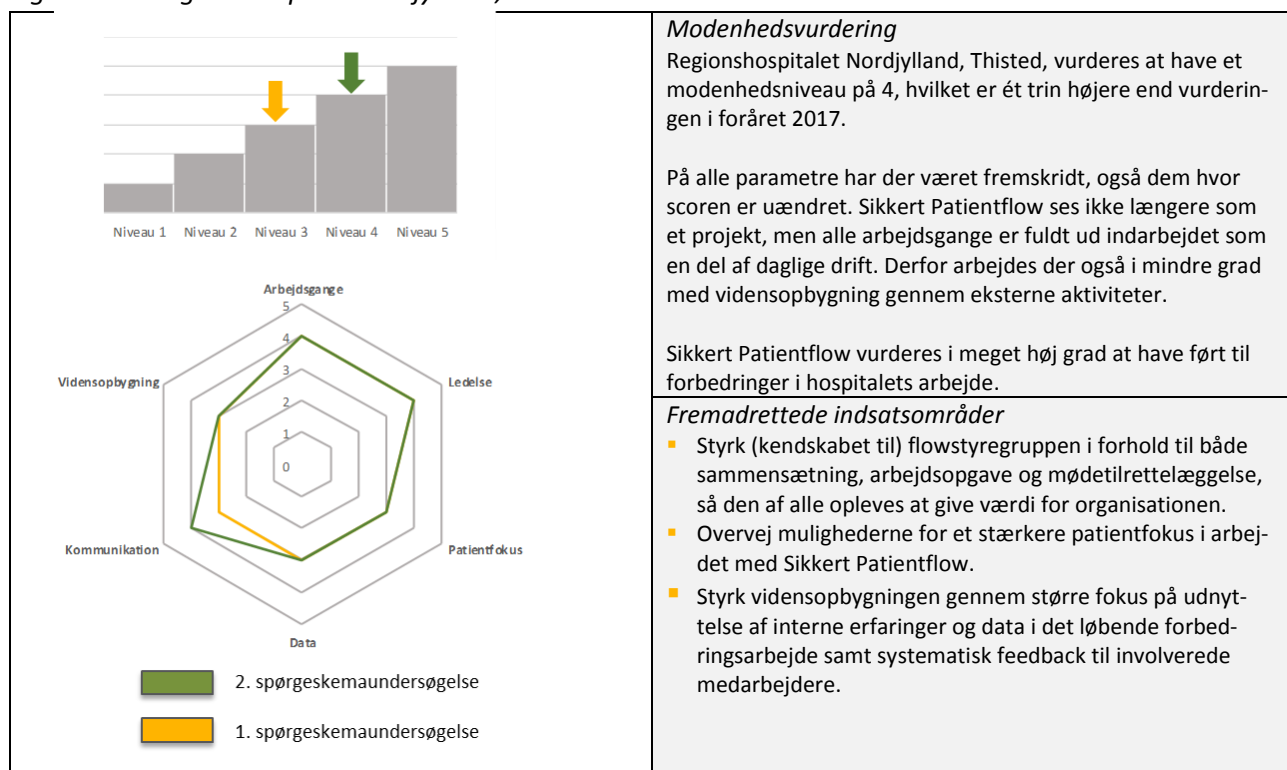 Niveau 1 Niveau 2 Niveau 3 Niveau 4 Niveau 5
Arbejdsgange
5
4
3
2
1
0
Vidensopbygning
Ledelse
Kommunikation
Patientfokus
Data
2. spørgeskemaundersøgelse
1. spørgeskemaundersøgelse
Modenhedsvurdering
Regionshospitalet Nordjylland, Thisted, vurderes at have et
modenhedsniveau på 4, hvilket er ét trin højere end vurderin-
gen i foråret 2017.
På alle parametre har der været fremskridt, også dem hvor
scoren er uændret. Sikkert Patientflow ses ikke længere som
et projekt, men alle arbejdsgange er fuldt ud indarbejdet som
en del af daglige drift. Derfor arbejdes der også i mindre grad
med vidensopbygning gennem eksterne aktiviteter.
Sikkert Patientflow vurderes i meget høj grad at have ført til
forbedringer i hospitalets arbejde.
Fremadrettede indsatsområder
▪ Styrk (kendskabet til) flowstyregruppen i forhold til både
sammensætning, arbejdsopgave og mødetilrettelæggelse,
så den af alle opleves at give værdi for organisationen.
▪ Overvej mulighederne for et stærkere patientfokus i arbej-
det med Sikkert Patientflow.
▪ Styrk vidensopbygningen gennem større fokus på udnyt-
telse af interne erfaringer og data i det løbende forbed-
ringsarbejde samt systematisk feedback til involverede
medarbejdere.